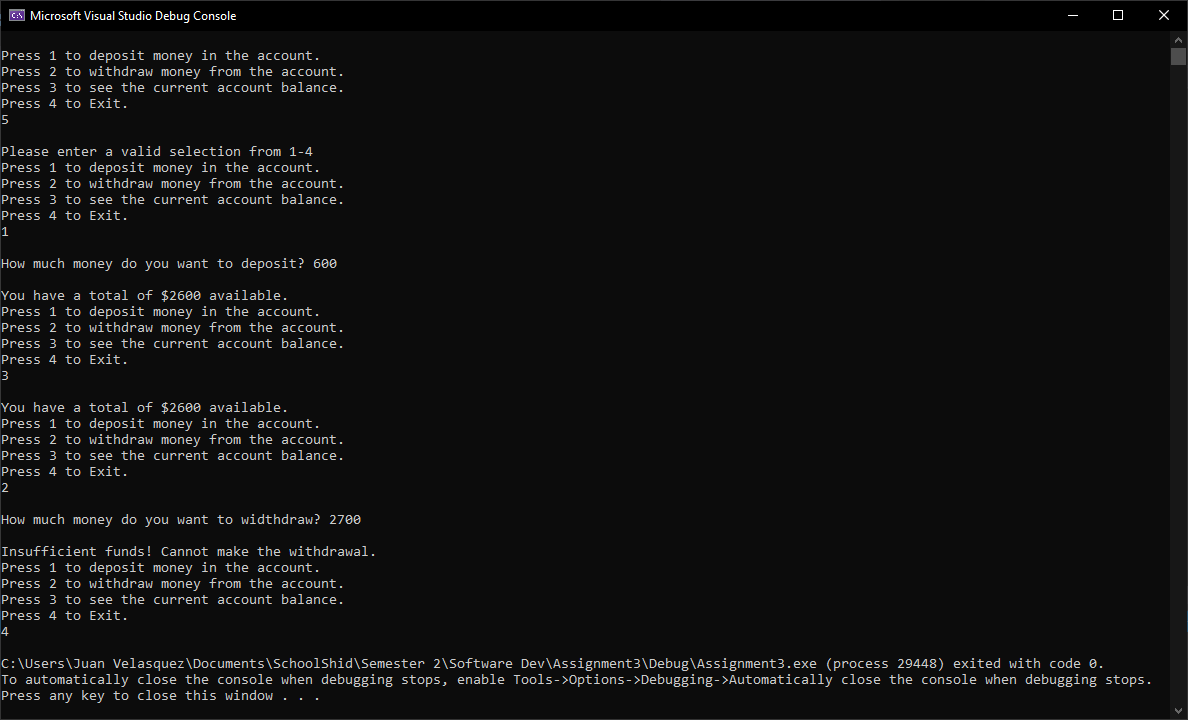 Microsoft Visual Studio Debug Console
Press 1 to deposit money in the account.
Press 2 to withdraw money from the account.
Press 3 to see the current account balance.
Press 4 to Exit.
5
Please enter a valid selection from 1-4
Press 1 to deposit money in the account.
Press 2 to withdraw money from the account.
Press 3 to see the current account balance.
Press 4 to Exit.
1
How much money do you want to deposit? 600
You have a total of $2600 available.
Press 1 to deposit money in the account.
Press 2 to withdraw money from the account.
Press 3 to see the current account balance.
Press 4 to Exit.
3
You have a total of $2600 available.
Press 1 to deposit money in the account.
Press 2 to withdraw money from the account.
Press 3 to see the current account balance.
Press 4 to Exit.
2
How much money do you want to widthdraw? 2700
Insufficient funds! Cannot make the withdrawal.
Press 1 to deposit money in the account.
Press 2 to withdraw money from the account.
Press 3 to see the current account balance.
Press 4 to Exit.
4
C:\Users\Juan Velasquez\Documents\SchoolShid\Semester 2\Software Dev\Assignment3\Debug\Assignment3.exe (process 29448) exited with code 0.
To automatically close the console when debugging stops, enable Tools->Options->Debugging->Automatically close the console when debugging stops.
Press any key to close this window . . .